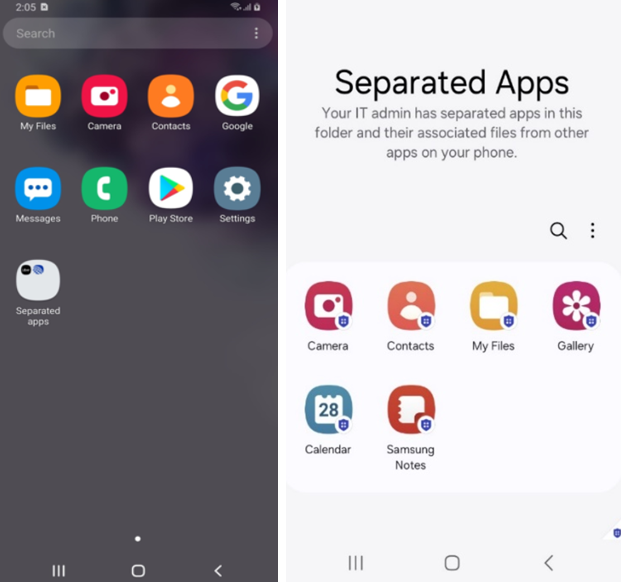 2:05
Search
My Files
Camera
Contacts
Google
Messages
Phone
Play Store
Settings
Separated
apps
Separated Apps
Your IT admin has separated apps in this
folder and their associated files from other
apps on your phone.
Camera
Contacts
My Files
Gallery
28
Calendar
Samsung
Notes